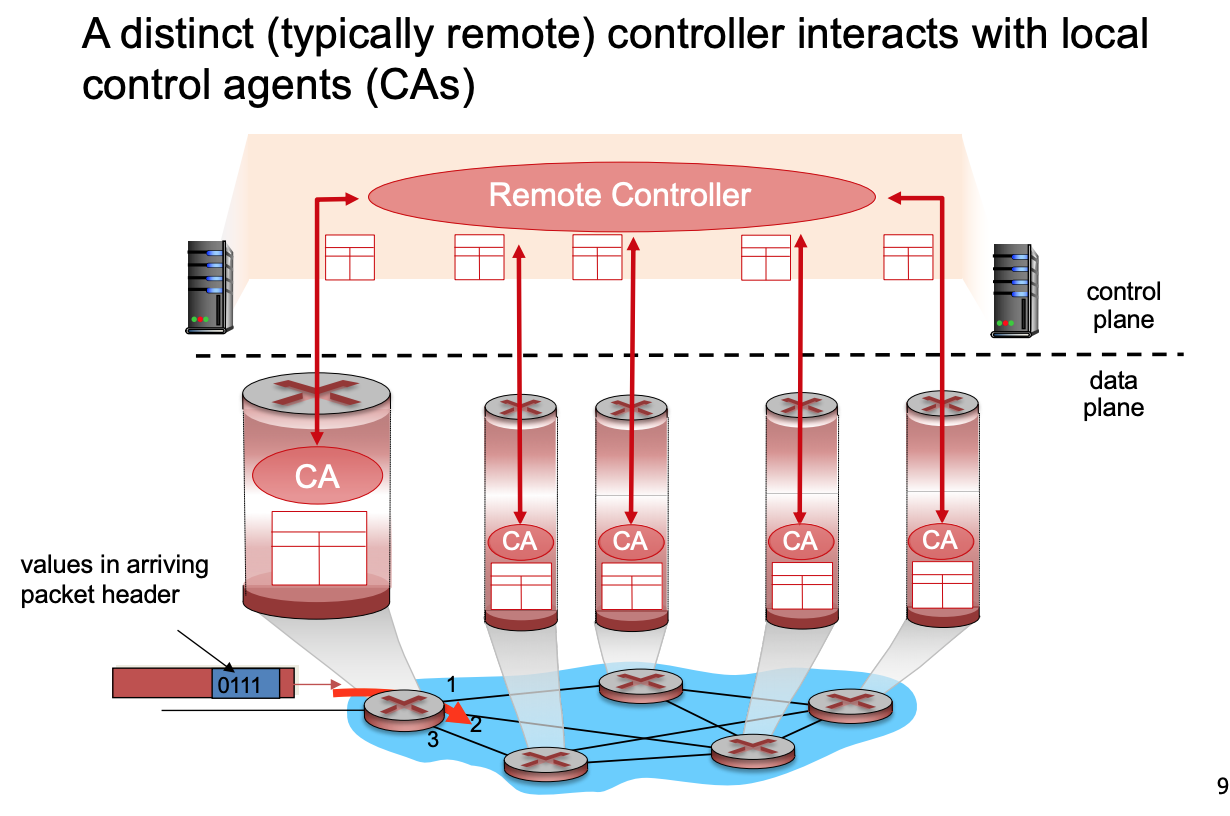 A distinct (typically remote) controller interacts with local
control agents (CAs)
Remote Controller
control
plane
data
plane
CA
CA
CA
CA
CA
values in arriving
packet header
0111
1
2
3
9